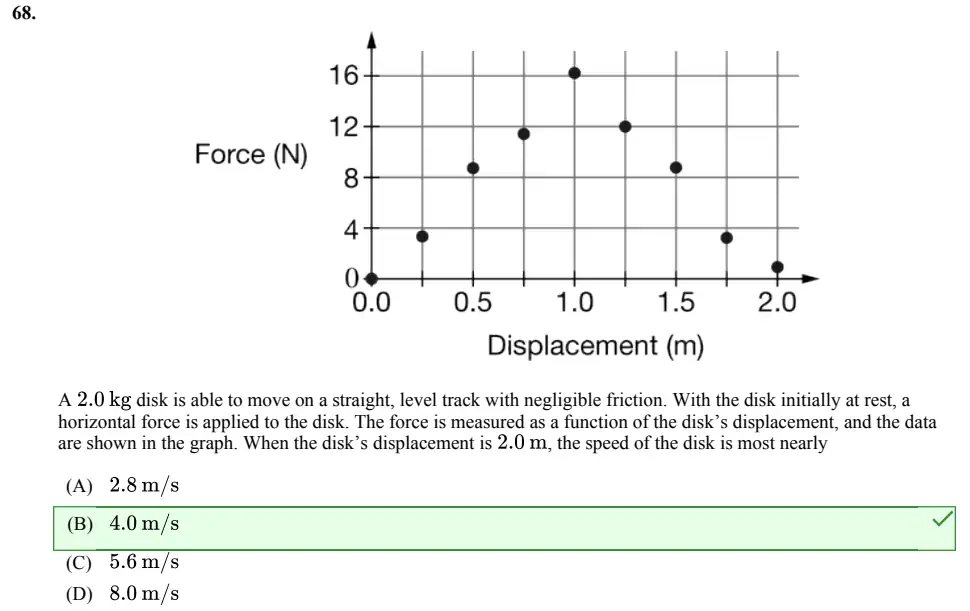 68.
16
12
Force (N)
8
4
0
0.0 0.5 1.0 1.5 2.0
Displacement (m)
A 2.0 kg disk is able to move on a straight, level track with negligible friction. With the disk initially at rest, a
horizontal force is applied to the disk. The force is measured as a function of the disk's displacement, and the data
are shown in the graph. When the disk's displacement is 2.0 m, the speed of the disk is most nearly
(A) 2.8 m/s
(B) 4.0 m/s
(C) 5.6 m/s
(D) 8.0 m/s